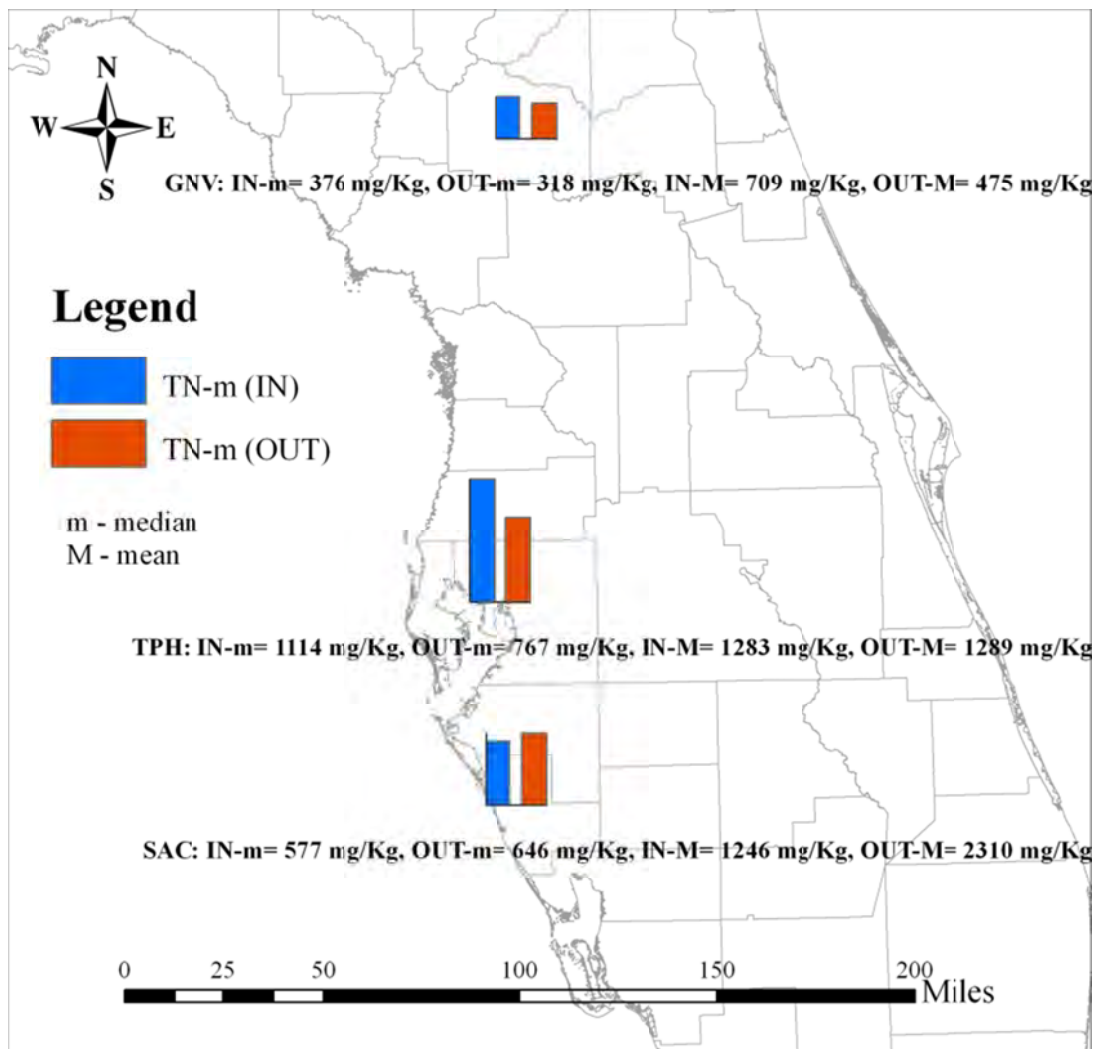 N
W E
S
GNV: IN-m= 376 mg/Kg, OUT-m= 318 mg/Kg, IN-M= 709 mg/Kg, OUT-M= 475 mg/Kg
Legend
TN-m (IN)
TN-m (OUT)
m - median
M - mean
TPH: IN-m= 1114 mg/Kg, OUT-m= 767 mg/Kg, IN-M= 1283 mg/Kg, OUT-M= 1289 mg/Kg
SAC: IN-m= 577 mg/Kg, OUT-m= 646 mg/Kg, IN-M= 1246 mg/Kg, OUT-M= 2310 mg/Kg
0 25 50 100 150 200
Miles